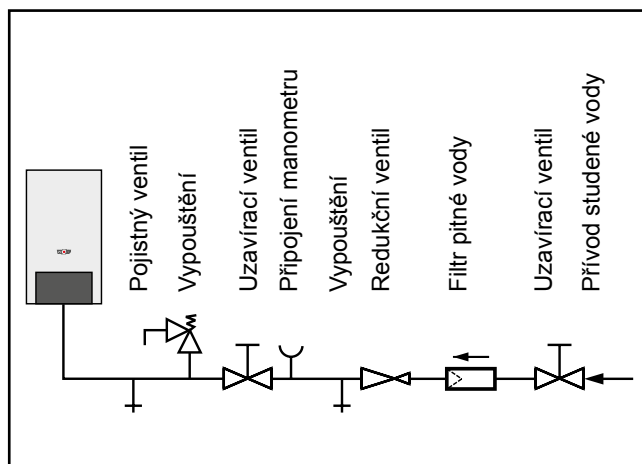 Pojistný ventil
Vypouštění
Uzavírací ventil
Připojení manometru
Vypouštění
Redukční ventil
Filtr pitné vody
Uzavírací ventil
Přívod studené vody